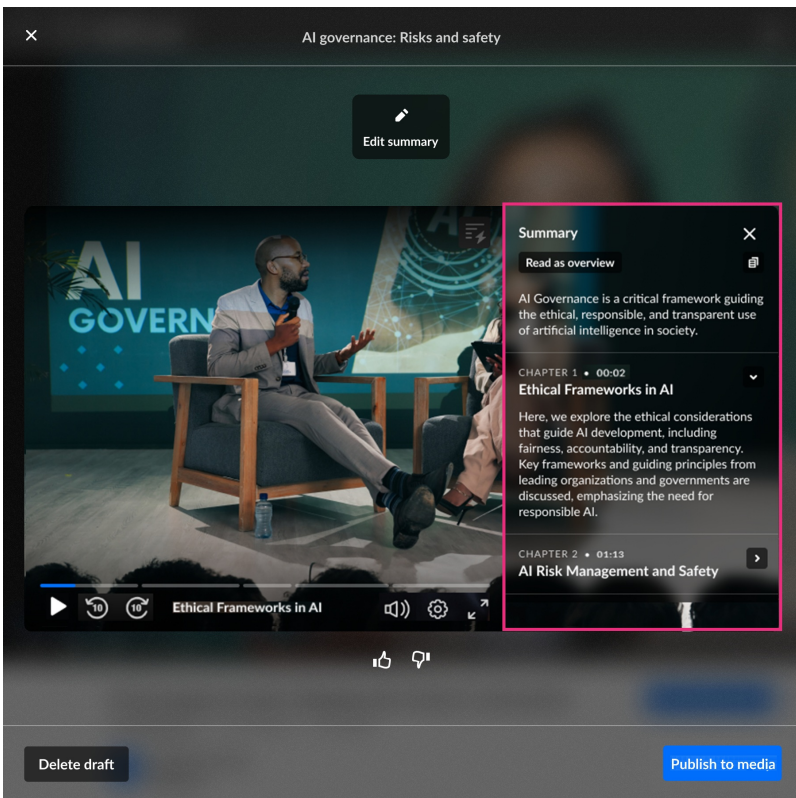 AI governance: Risks and safety
Edit summary
AI
GOVERN
Summary
Read as overview
AI Governance is a critical framework guiding
the ethical, responsible, and transparent use
of artificial intelligence in society.
CHAPTER 1 • 00:02
Ethical Frameworks in AI
Here, we explore the ethical considerations
that guide AI development, including
fairness, accountability, and transparency.
Key frameworks and guiding principles from
leading organizations and governments are
discussed, emphasizing the need for
responsible AI.
CHAPTER 2 • 01:13
AI Risk Management and Safety
10
10
Ethical Frameworks in AI
Delete draft
Publish to media